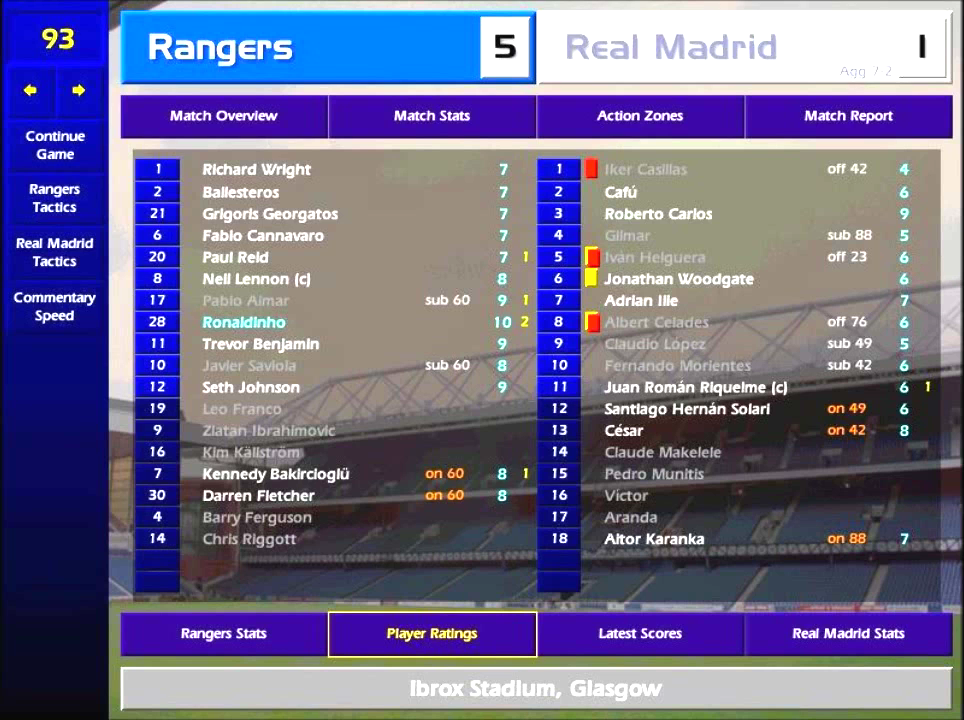 93
Rangers 5 Real Madrid 1
Agg 7 2
Match Overview Match Stats Action Zones Match Report
Continue Game
Rangers Tactics
Real Madrid Tactics
Commentary Speed
1 Richard Wright 7
2 Ballesteros 7
21 Grigoris Georgatos 7
6 Fabio Cannavaro 7
20 Paul Reid 7 1
8 Neil Lennon (c) 8
17 Pablo Aimar sub 60 9 1
28 Ronaldinho 10 2
11 Trevor Benjamin 9
10 Javier Saviola sub 60 8
12 Seth Johnson 9
19 Leo Franco
9 Zlatan Ibrahimovic
16 Kim Källström
7 Kennedy Bakircioglü on 60 8 1
30 Darren Fletcher on 60 8
4 Barry Ferguson
14 Chris Riggott
1 Iker Casillas off 42 4
2 Cafú 6
3 Roberto Carlos 9
4 Gilmar sub 88 5
5 Iván Helguera off 23 6
6 Jonathan Woodgate 6
7 Adrian Ilie 7
8 Albert Celades off 76 6
9 Claudio López sub 49 5
10 Fernando Morientes sub 42 6
11 Juan Román Riquelme (c) 6 1
12 Santiago Hernán Solari on 49 6
13 César on 42 8
14 Claude Makelele
15 Pedro Munitis
16 Víctor
17 Aranda
18 Aitor Karanka on 88 7
Rangers Stats Player Ratings Latest Scores Real Madrid Stats
Ibrox Stadium, Glasgow